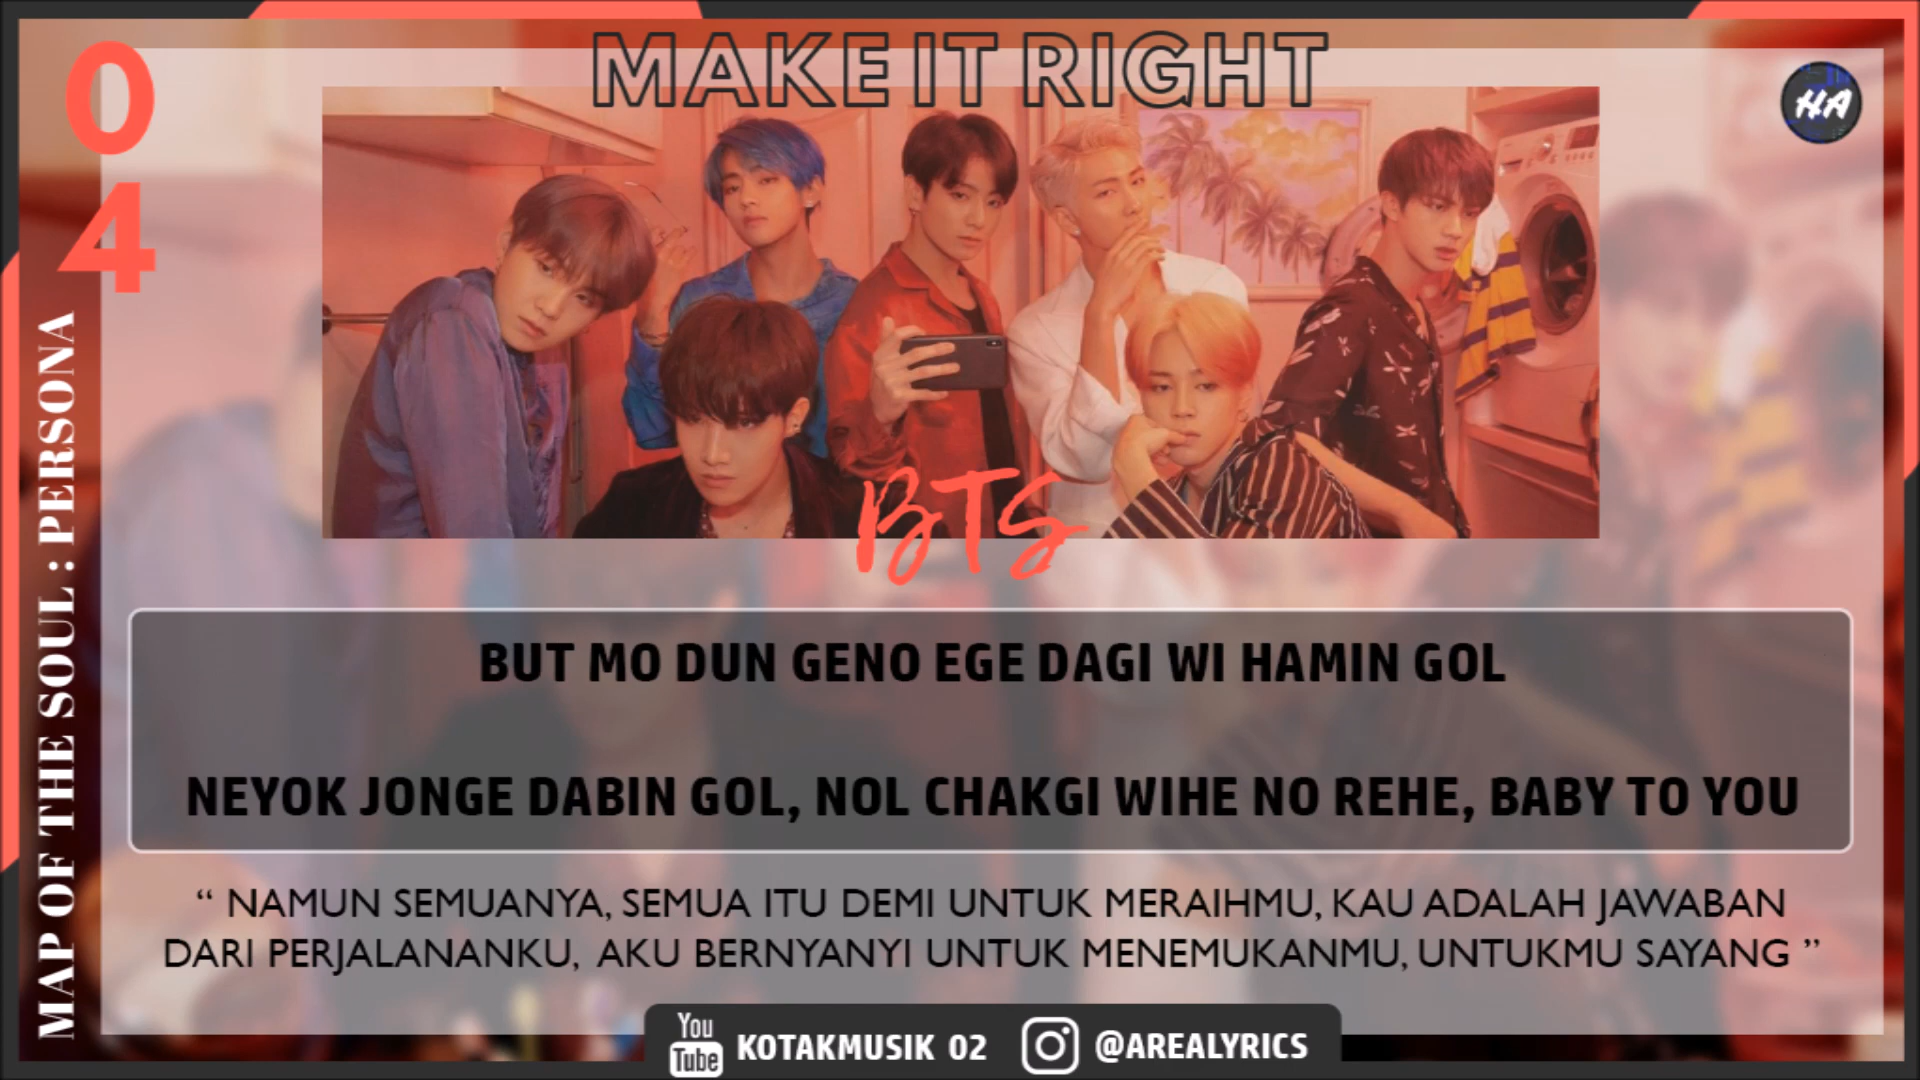 MAKE IT RIGHT
04
MAP OF THE SOUL : PERSONA
HA
BTS
BUT MO DUN GENO EGE DAGI WI HAMIN GOL
NEYOK JONGE DABIN GOL, NOL CHAKGI WIHE NO REHE, BABY TO YOU
“ NAMUN SEMUANYA, SEMUA ITU DEMI UNTUK MERAIHMU, KAU ADALAH JAWABAN
DARI PERJALANANKU, AKU BERNYANYI UNTUK MENEMUKANMU, UNTUKMU SAYANG ”
You Tube KOTAKMUSIK 02 @AREALYRICS